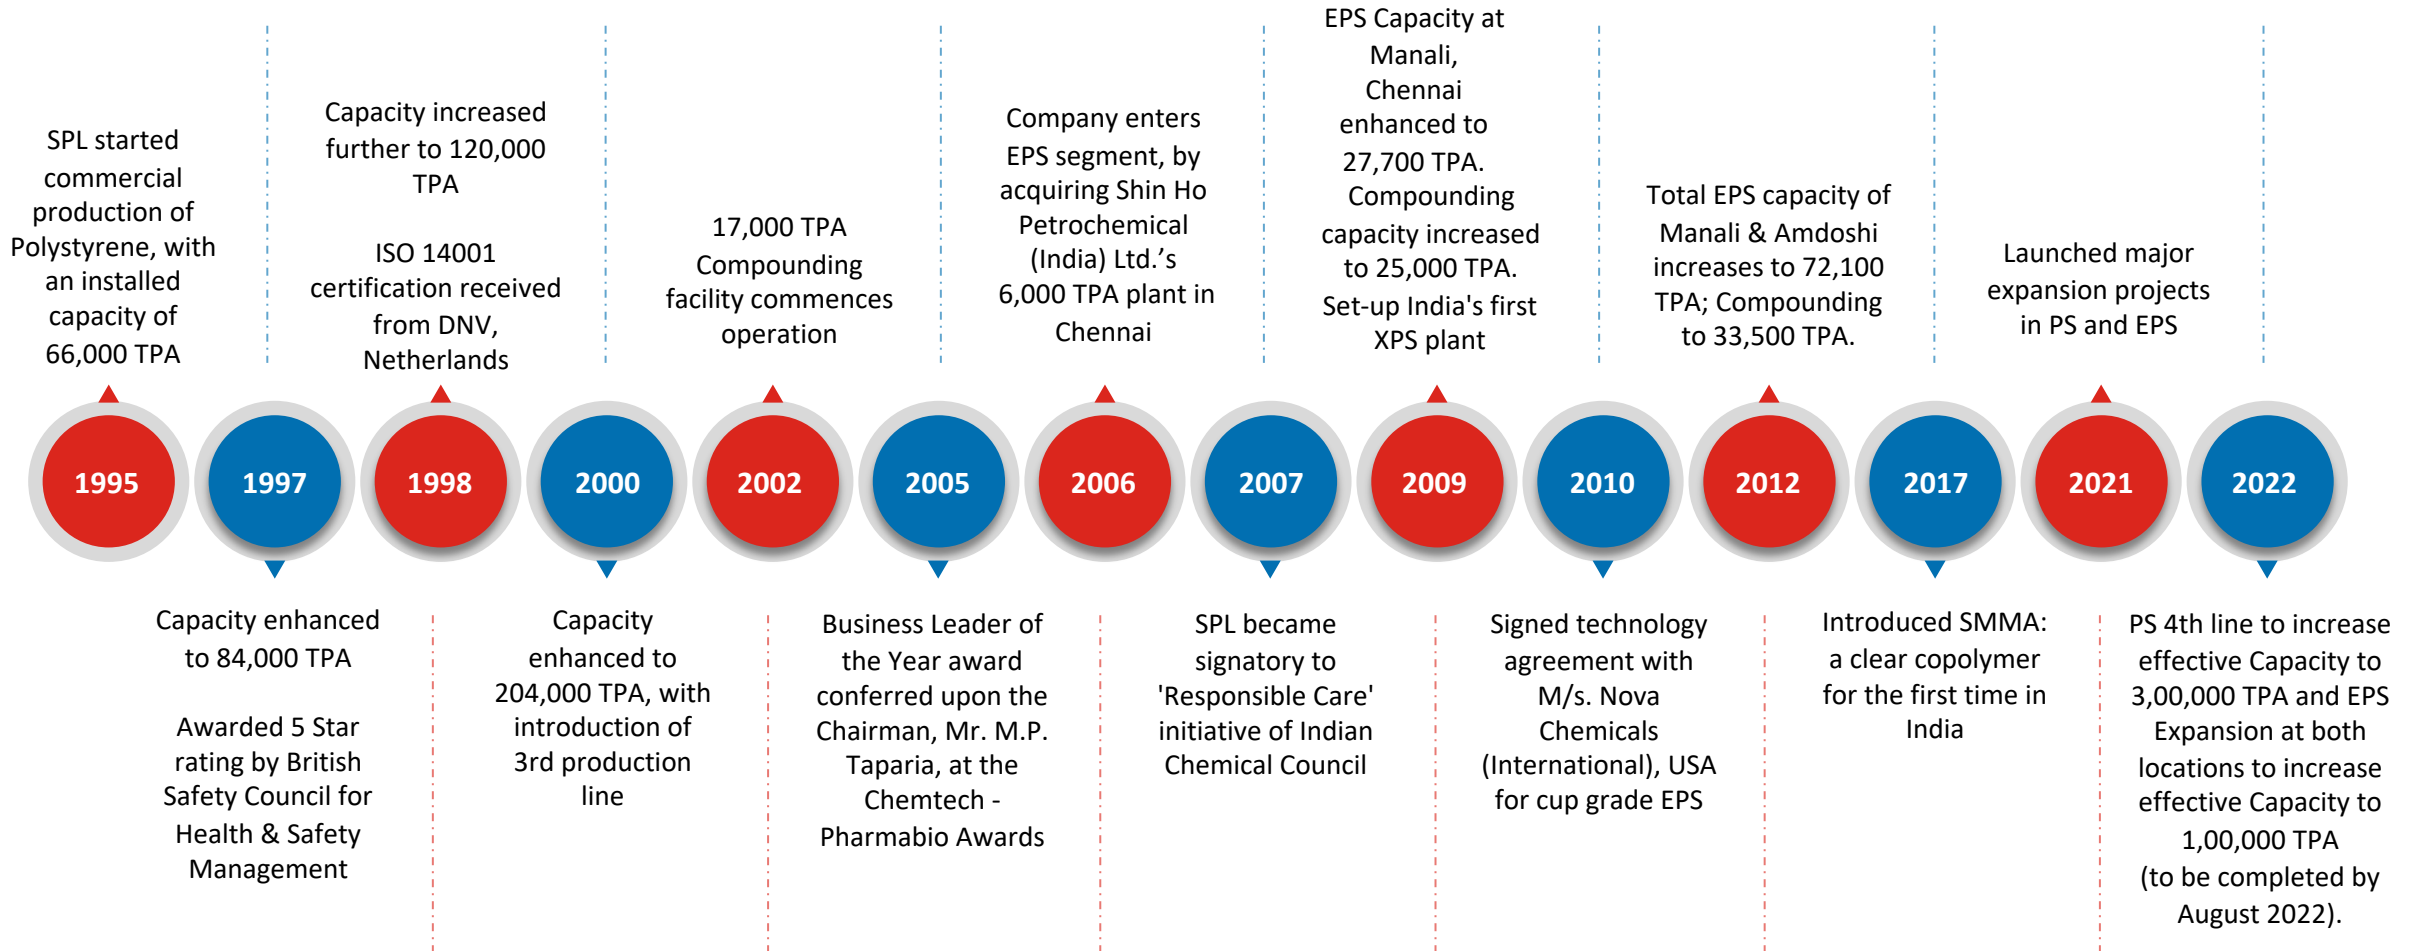 SPL started
commercial
production of
Polystyrene, with
an installed
capacity of
66,000 TPA
Capacity increased
further to 120,000
TPA
ISO 14001
certification received
from DNV,
Netherlands
17,000 TPA
Compounding
facility commences
operation
Company enters
EPS segment, by
acquiring Shin Ho
Petrochemical
(India) Ltd.’s
6,000 TPA plant in
Chennai
EPS Capacity at
Manali,
Chennai
enhanced to
27,700 TPA.
Compounding
capacity increased
to 25,000 TPA.
Set-up India's first
XPS plant
Total EPS capacity of
Manali & Amdoshi
increases to 72,100
TPA; Compounding
to 33,500 TPA.
Launched major
expansion projects
in PS and EPS
1995
1997
1998
2000
2002
2005
2006
2007
2009
2010
2012
2017
2021
2022
Capacity enhanced
to 84,000 TPA
Awarded 5 Star
rating by British
Safety Council for
Health & Safety
Management
Capacity
enhanced to
204,000 TPA, with
introduction of
3rd production
line
Business Leader of
the Year award
conferred upon the
Chairman, Mr. M.P.
Taparia, at the
Chemtech -
Pharmabio Awards
SPL became
signatory to
'Responsible Care'
initiative of Indian
Chemical Council
Signed technology
agreement with
M/s. Nova
Chemicals
(International), USA
for cup grade EPS
Introduced SMMA:
a clear copolymer
for the first time in
India
PS 4th line to increase
effective Capacity to
3,00,000 TPA and EPS
Expansion at both
locations to increase
effective Capacity to
1,00,000 TPA
(to be completed by
August 2022).